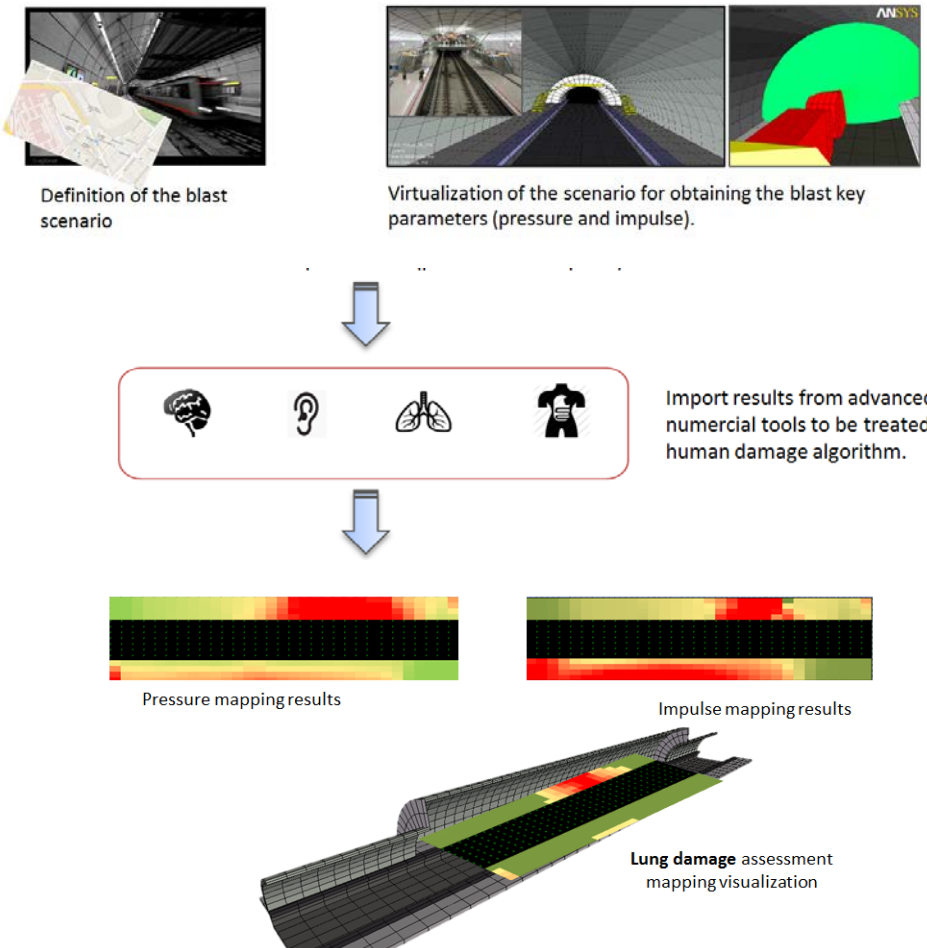 ANSYS
Definition of the blast
scenario
Virtualization of the scenario for obtaining the blast key
parameters (pressure and impulse).
Import results from advanced
numercial tools to be treated
human damage algorithm.
Pressure mapping results
Impulse mapping results
Lung damage assessment
mapping visualization